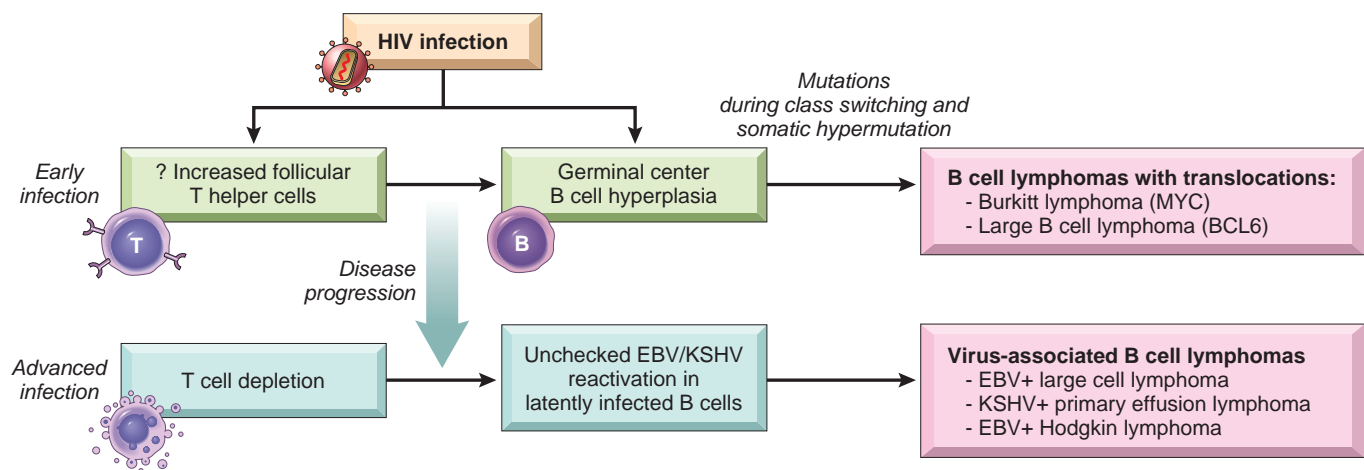 HIV infection
Mutations
during class switching and
somatic hypermutation
Early
infection
? Increased follicular
T helper cells
T
Germinal center
B cell hyperplasia
B
B cell lymphomas with translocations:
- Burkitt lymphoma (MYC)
- Large B cell lymphoma (BCL6)
Disease
progression
Advanced
infection
T cell depletion
Unchecked EBV/KSHV
reactivation in
latently infected B cells
Virus-associated B cell lymphomas
- EBV+ large cell lymphoma
- KSHV+ primary effusion lymphoma
- EBV+ Hodgkin lymphoma